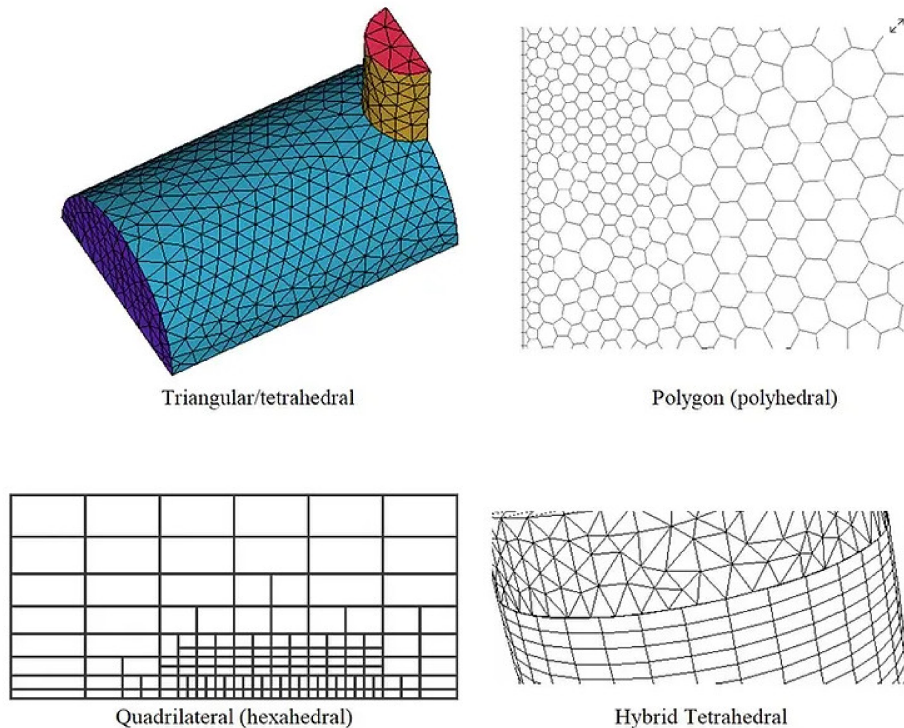 Triangular/tetrahedral
Polygon (polyhedral)
Quadrilateral (hexahedral)
Hybrid Tetrahedral